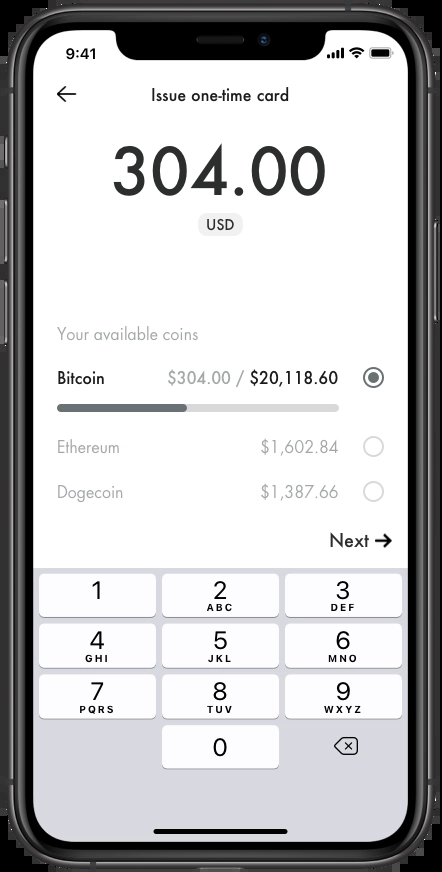 9:41
Issue one-time card
304.00
USD
Your available coins
Bitcoin $304.00 / $20,118.60
Ethereum $1,602.84
Dogecoin $1,387.66
Next →
1 2 3
ABC DEF
4 5 6
GHI JKL MNO
7 8 9
PQRS TUV WXYZ
0